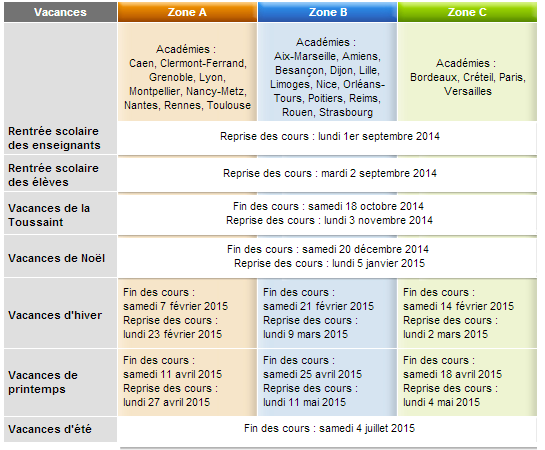 Vacances Zone A Zone B Zone C
Académies :
Caen, Clermont-Ferrand,
Grenoble, Lyon,
Montpellier, Nancy-Metz,
Nantes, Rennes, Toulouse
Académies :
Aix-Marseille, Amiens,
Besançon, Dijon, Lille,
Limoges, Nice, Orléans-
Tours, Poitiers, Reims,
Rouen, Strasbourg
Académies :
Bordeaux, Créteil, Paris,
Versailles
Rentrée scolaire
des enseignants
Reprise des cours : lundi 1er septembre 2014
Rentrée scolaire
des élèves
Reprise des cours : mardi 2 septembre 2014
Vacances de la
Toussaint
Fin des cours : samedi 18 octobre 2014
Reprise des cours : lundi 3 novembre 2014
Vacances de Noël
Fin des cours : samedi 20 décembre 2014
Reprise des cours : lundi 5 janvier 2015
Vacances d'hiver
Fin des cours :
samedi 7 février 2015
Reprise des cours :
lundi 23 février 2015
Fin des cours :
samedi 21 février 2015
Reprise des cours :
lundi 9 mars 2015
Fin des cours :
samedi 14 février 2015
Reprise des cours :
lundi 2 mars 2015
Vacances de
printemps
Fin des cours :
samedi 11 avril 2015
Reprise des cours :
lundi 27 avril 2015
Fin des cours :
samedi 25 avril 2015
Reprise des cours :
lundi 11 mai 2015
Fin des cours :
samedi 18 avril 2015
Reprise des cours :
lundi 4 mai 2015
Vacances d'été
Fin des cours : samedi 4 juillet 2015